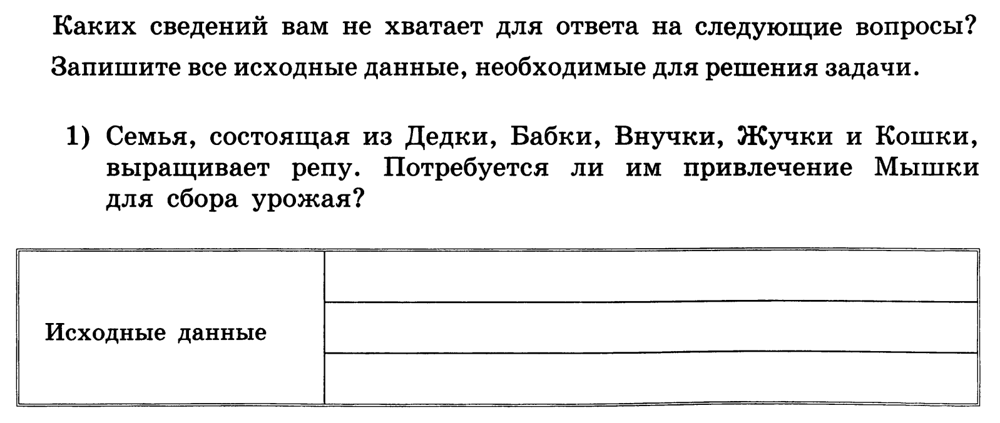 Каких сведений вам не хватает для ответа на следующие вопросы?
Запишите все исходные данные, необходимые для решения задачи.
1) Семья, состоящая из Дедки, Бабки, Внучки, Жучки и Кошки,
выращивает репу. Потребуется ли им привлечение Мышки
для сбора урожая?
Исходные данные